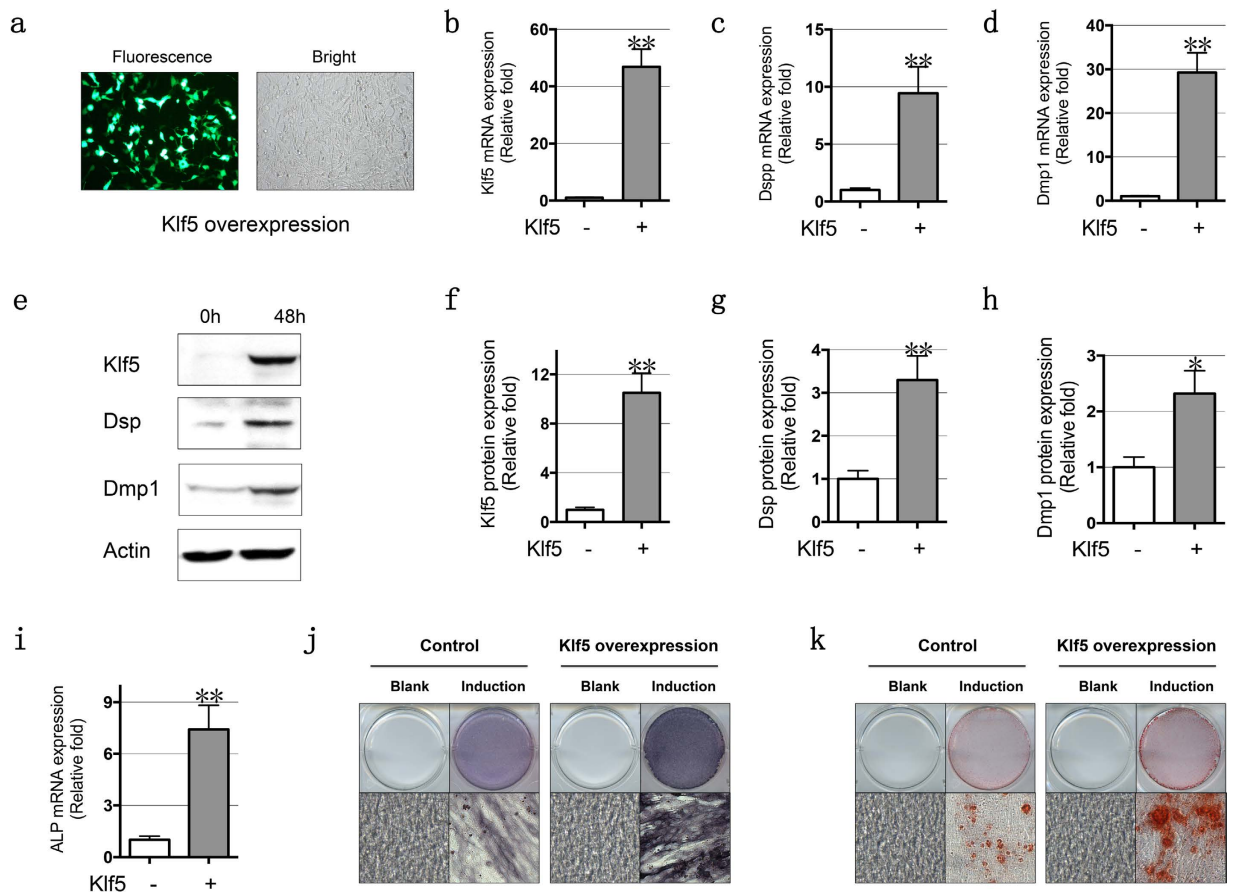 a
Fluorescence
Bright
Klf5 overexpression
b
Klf5 mRNA expression
(Relative fold)
60
40
20
0
**
Klf5 - +
c
Dspp mRNA expression
(Relative fold)
15
10
5
0
**
Klf5 - +
d
Dmp1 mRNA expression
(Relative fold)
40
30
20
10
0
**
Klf5 - +
e
0h 48h
Klf5
Dsp
Dmp1
Actin
f
Klf5 protein expression
(Relative fold)
12
8
4
0
**
Klf5 - +
g
Dsp protein expression
(Relative fold)
4
3
2
1
0
**
Klf5 - +
h
Dmp1 protein expression
(Relative fold)
3
2
1
0
*
Klf5 - +
i
ALP mRNA expression
(Relative fold)
9
6
3
0
**
Klf5 - +
j
Control Klf5 overexpression
Blank Induction Blank Induction
k
Control Klf5 overexpression
Blank Induction Blank Induction